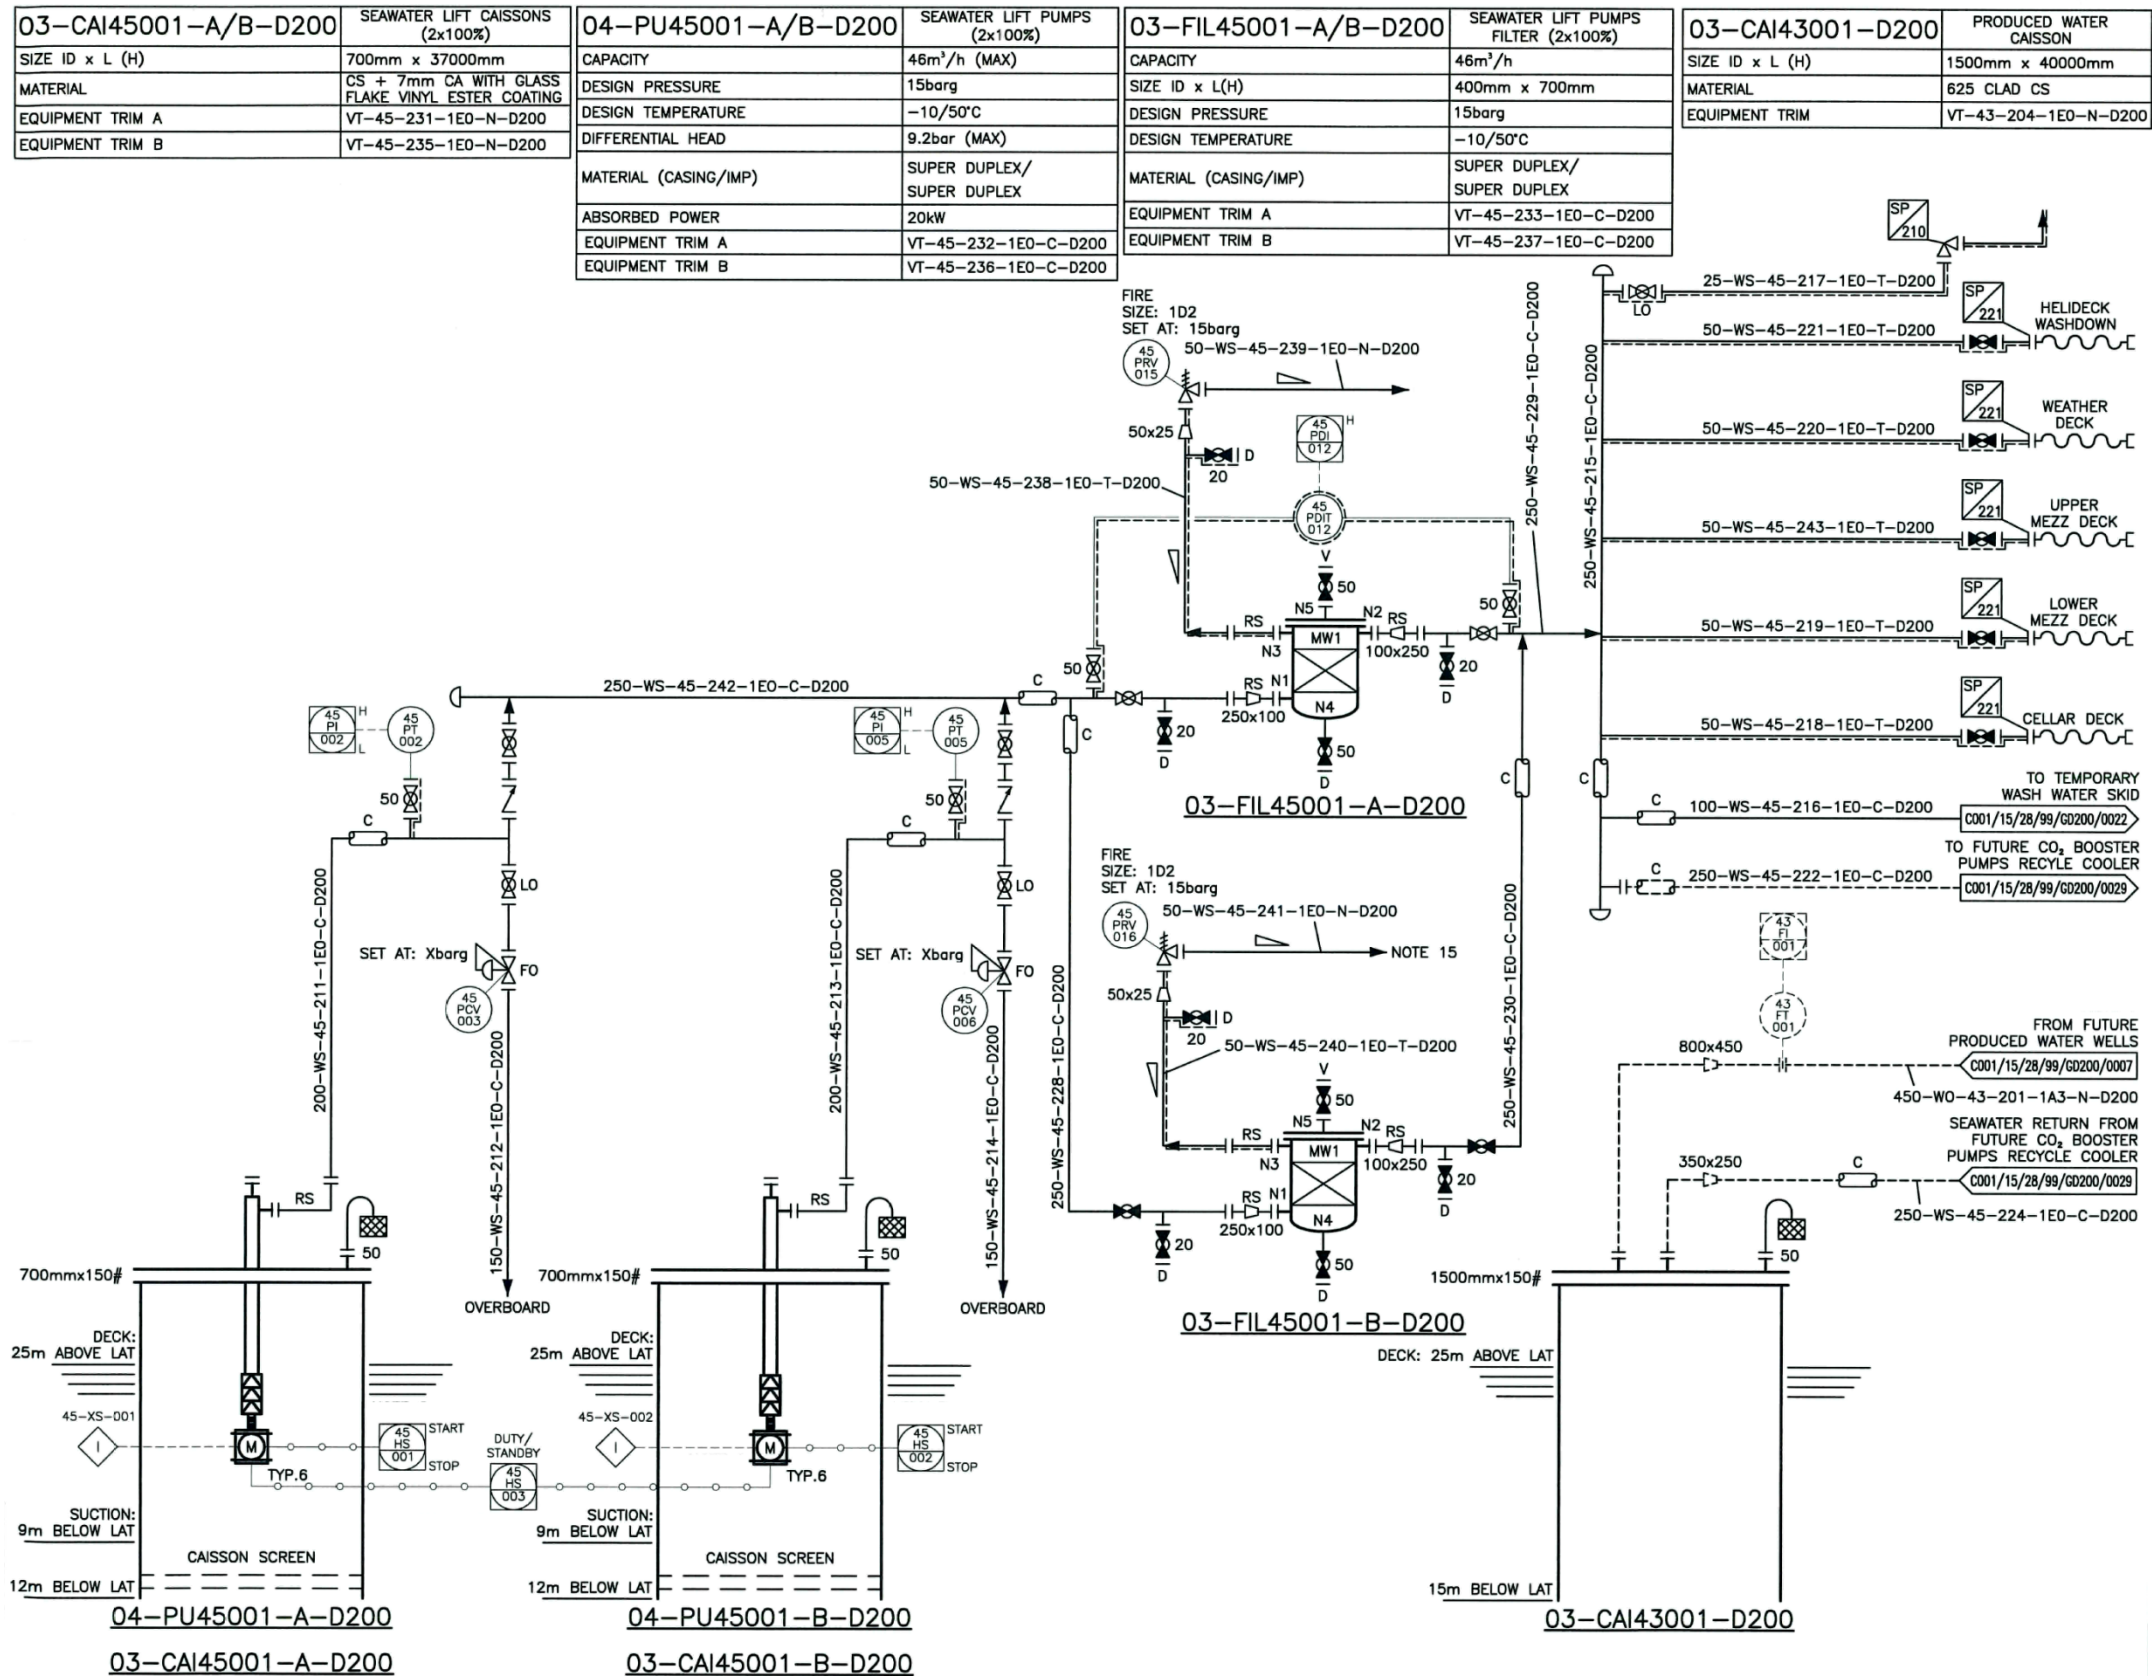 03-CAI45001-A/B-D200
SEAWATER LIFT CAISSONS
(2x100%)
SIZE ID x L (H)
700mm x 37000mm
MATERIAL
CS + 7mm CA WITH GLASS
FLAKE VINYL ESTER COATING
EQUIPMENT TRIM A
VT-45-231-1E0-N-D200
EQUIPMENT TRIM B
VT-45-235-1E0-N-D200
04-PU45001-A/B-D200
SEAWATER LIFT PUMPS
(2x100%)
CAPACITY
46m³/h (MAX)
DESIGN PRESSURE
15barg
DESIGN TEMPERATURE
-10/50°C
DIFFERENTIAL HEAD
9.2bar (MAX)
MATERIAL (CASING/IMP)
SUPER DUPLEX/
SUPER DUPLEX
ABSORBED POWER
20kW
EQUIPMENT TRIM A
VT-45-232-1E0-C-D200
EQUIPMENT TRIM B
VT-45-236-1E0-C-D200
03-FIL45001-A/B-D200
SEAWATER LIFT PUMPS
FILTER (2x100%)
CAPACITY
46m³/h
SIZE ID x L(H)
400mm x 700mm
DESIGN PRESSURE
15barg
DESIGN TEMPERATURE
-10/50°C
MATERIAL (CASING/IMP)
SUPER DUPLEX/
SUPER DUPLEX
EQUIPMENT TRIM A
VT-45-233-1E0-C-D200
EQUIPMENT TRIM B
VT-45-237-1E0-C-D200
03-CAI43001-D200
PRODUCED WATER
CAISSON
SIZE ID x L (H)
1500mm x 40000mm
MATERIAL
625 CLAD CS
EQUIPMENT TRIM
VT-43-204-1E0-N-D200
SP
210
25-WS-45-217-1E0-T-D200
LO
SP
221
HELIDECK
WASHDOWN
50-WS-45-221-1E0-T-D200
SP
221
WEATHER
DECK
50-WS-45-220-1E0-T-D200
SP
221
UPPER
MEZZ DECK
50-WS-45-243-1E0-T-D200
SP
221
LOWER
MEZZ DECK
50-WS-45-219-1E0-T-D200
SP
221
CELLAR DECK
50-WS-45-218-1E0-T-D200
250-WS-45-229-1E0-C-D200
250-WS-45-215-1E0-C-D200
FIRE
SIZE: 1D2
SET AT: 15barg
45
PRV
015
50-WS-45-239-1E0-N-D200
50x25
D
20
50-WS-45-238-1E0-T-D200
45
PDI
012
H
45
PDIT
012
V
50
N5
N2
RS
RS
N3
MW1
100x250
50
20
D
50
RS
N1
250x100
N4
20
D
50
D
03-FIL45001-A-D200
250-WS-45-242-1E0-C-D200
C
C
45
PI
002
H
L
45
PT
002
50
C
LO
SET AT: Xbarg
FO
45
PCV
003
200-WS-45-211-1E0-C-D200
150-WS-45-212-1E0-C-D200
45
PI
005
H
L
45
PT
005
50
C
LO
SET AT: Xbarg
FO
45
PCV
006
200-WS-45-213-1E0-C-D200
150-WS-45-214-1E0-C-D200
250-WS-45-228-1E0-C-D200
C
C
TO TEMPORARY
WASH WATER SKID
C
100-WS-45-216-1E0-C-D200
C001/15/28/99/GD200/0022
TO FUTURE CO₂ BOOSTER
PUMPS RECYLE COOLER
C
250-WS-45-222-1E0-C-D200
C001/15/28/99/GD200/0029
FIRE
SIZE: 1D2
SET AT: 15barg
45
PRV
016
50-WS-45-241-1E0-N-D200
NOTE 15
50x25
D
20
50-WS-45-240-1E0-T-D200
250-WS-45-230-1E0-C-D200
V
50
N5
N2
RS
RS
N3
MW1
100x250
20
D
RS
N1
250x100
N4
20
D
50
D
03-FIL45001-B-D200
43
FI
001
43
FT
001
FROM FUTURE
PRODUCED WATER WELLS
800x450
C001/15/28/99/GD200/0007
450-WO-43-201-1A3-N-D200
SEAWATER RETURN FROM
FUTURE CO₂ BOOSTER
PUMPS RECYCLE COOLER
350x250
C
C001/15/28/99/GD200/0029
250-WS-45-224-1E0-C-D200
50
1500mmx150#
DECK: 25m ABOVE LAT
15m BELOW LAT
03-CAI43001-D200
RS
50
700mmx150#
OVERBOARD
DECK:
25m ABOVE LAT
45-XS-001
I
M
TYP.6
45
HS
001
START
STOP
DUTY/
STANDBY
45
HS
003
SUCTION:
9m BELOW LAT
CAISSON SCREEN
12m BELOW LAT
04-PU45001-A-D200
03-CAI45001-A-D200
RS
50
700mmx150#
OVERBOARD
DECK:
25m ABOVE LAT
45-XS-002
I
M
TYP.6
45
HS
002
START
STOP
SUCTION:
9m BELOW LAT
CAISSON SCREEN
12m BELOW LAT
04-PU45001-B-D200
03-CAI45001-B-D200